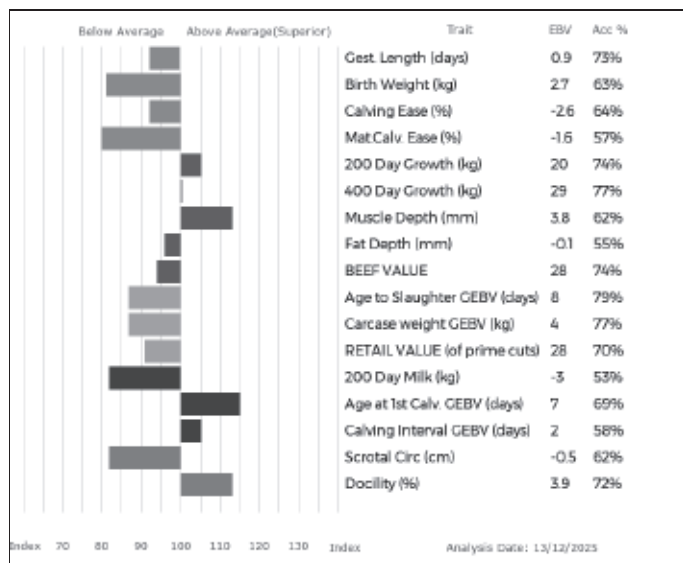 Below Average Above Average(Superior) Trait EBV Acc %
Gest. Length (days) 0.9 73%
Birth Weight (kg) 2.7 63%
Calving Ease (%) -2.6 64%
Mat.Calv. Ease (%) -1.6 57%
200 Day Growth (kg) 20 74%
400 Day Growth (kg) 29 77%
Muscle Depth (mm) 3.8 62%
Fat Depth (mm) -0.1 55%
BEEF VALUE 28 74%
Age to Slaughter GEBV (days) 8 79%
Carcase weight GEBV (kg) 4 77%
RETAIL VALUE (of prime cuts) 28 70%
200 Day Milk (kg) -3 53%
Age at 1st Calv. GEBV (days) 7 69%
Calving Interval GEBV (days) 2 58%
Scrotal Circ (cm) -0.5 62%
Docility (%) 3.9 72%
Index 70 80 90 100 110 120 130 Index Analysis Date: 13/12/2025